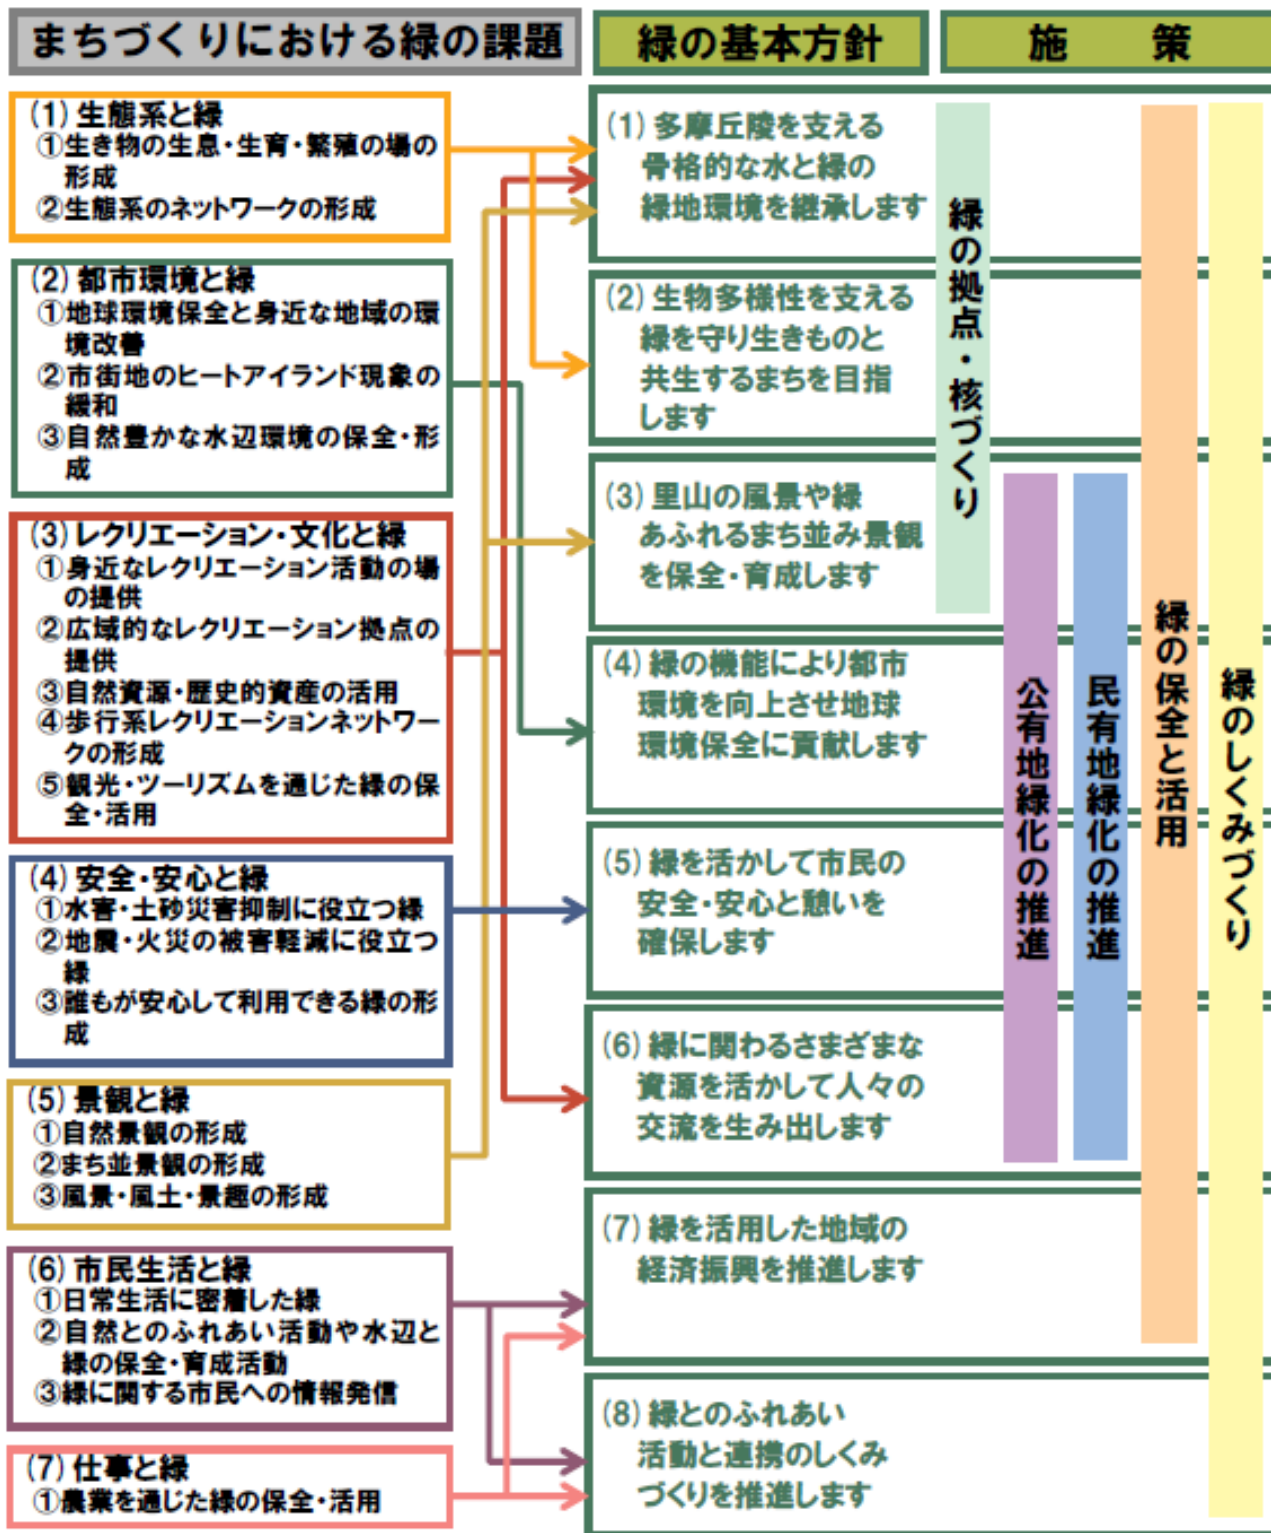 まちづくりにおける緑の課題
緑の基本方針
施　策
(1) 生態系と緑
①生き物の生息・生育・繁殖の場の
形成
②生態系のネットワークの形成
(2) 都市環境と緑
①地球環境保全と身近な地域の環
境改善
②市街地のヒートアイランド現象の
緩和
③自然豊かな水辺環境の保全・形
成
(3) レクリエーション・文化と緑
①身近なレクリエーション活動の場
の提供
②広域的なレクリエーション拠点の
提供
③自然資源・歴史的資産の活用
④歩行系レクリエーションネットワー
クの形成
⑤観光・ツーリズムを通じた緑の保
全・活用
(4) 安全・安心と緑
①水害・土砂災害抑制に役立つ緑
②地震・火災の被害軽減に役立つ
緑
③誰もが安心して利用できる緑の形
成
(5) 景観と緑
①自然景観の形成
②まち並景観の形成
③風景・風土・景趣の形成
(6) 市民生活と緑
①日常生活に密着した緑
②自然とのふれあい活動や水辺と
緑の保全・育成活動
③緑に関する市民への情報発信
(7) 仕事と緑
①農業を通じた緑の保全・活用
(1) 多摩丘陵を支える
骨格的な水と緑の
緑地環境を継承します
(2) 生物多様性を支える
緑を守り生きものと
共生するまちを目指
します
(3) 里山の風景や緑
あふれるまち並み景観
を保全・育成します
(4) 緑の機能により都市
環境を向上させ地球
環境保全に貢献します
(5) 緑を活かして市民の
安全・安心と憩いを
確保します
(6) 緑に関わるさまざまな
資源を活かして人々の
交流を生み出します
(7) 緑を活用した地域の
経済振興を推進します
(8) 緑とのふれあい
活動と連携のしくみ
づくりを推進します
緑の拠点・核づくり
公有地緑化の推進
民有地緑化の推進
緑の保全と活用
緑のしくみづくり